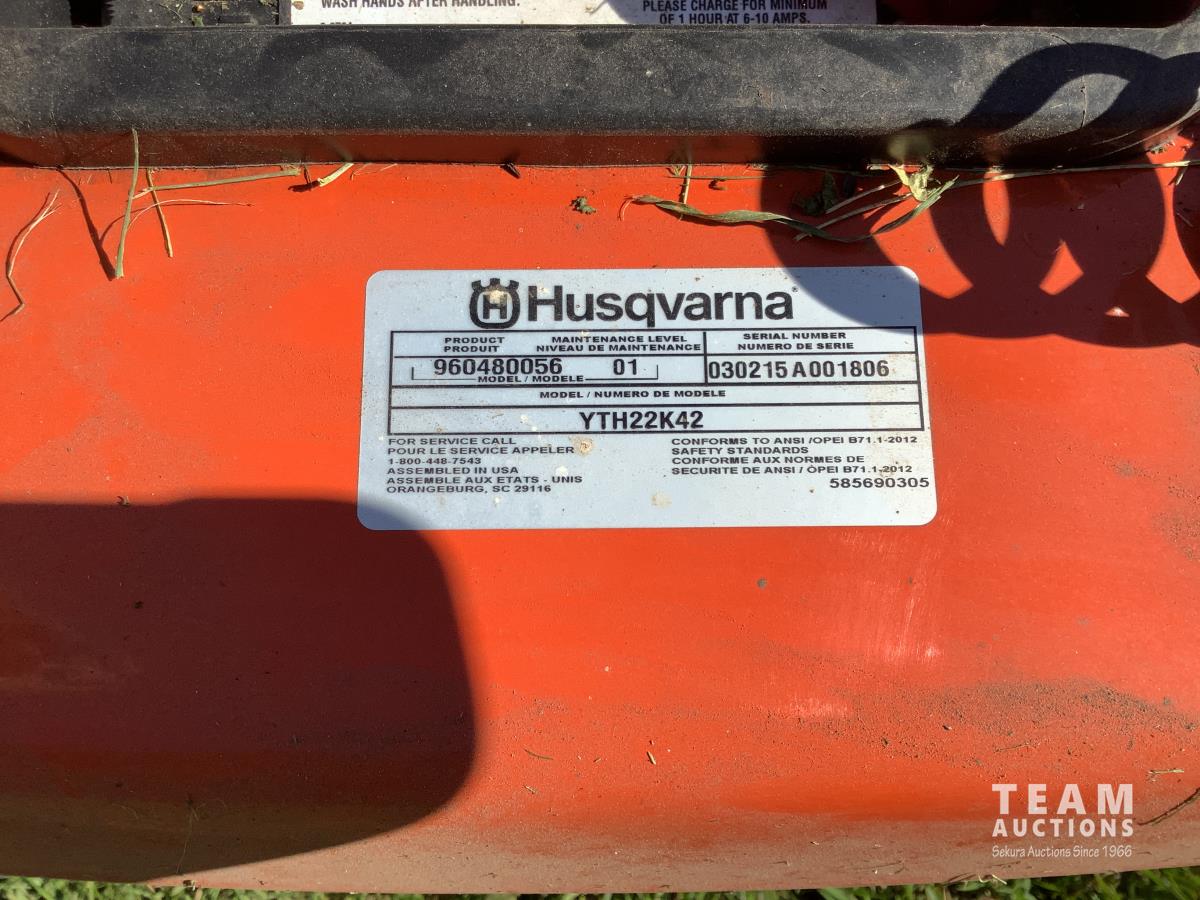 WASH HANDS AFTER HANDLING.
PLEASE CHARGE FOR MINIMUM
OF 1 HOUR AT 6-10 AMPS.
H Husqvarna
PRODUCT MAINTENANCE LEVEL SERIAL NUMBER
PRODUIT NIVEAU DE MAINTENANCE NUMERO DE SERIE
960480056 01 030215A001806
MODEL / MODELE
MODEL / NUMERO DE MODELE
YTH22K42
FOR SERVICE CALL
POUR LE SERVICE APPELER
1-800-448-7543
ASSEMBLED IN USA
ASSEMBLE AUX ETATS - UNIS
ORANGEBURG, SC 29116
CONFORMS TO ANSI /OPEI B71.1-2012
SAFETY STANDARDS
CONFORME AUX NORMES DE
SECURITE DE ANSI / OPEI B71.1-2012
585690305
TEAM
AUCTIONS
Sekura Auctions Since 1966